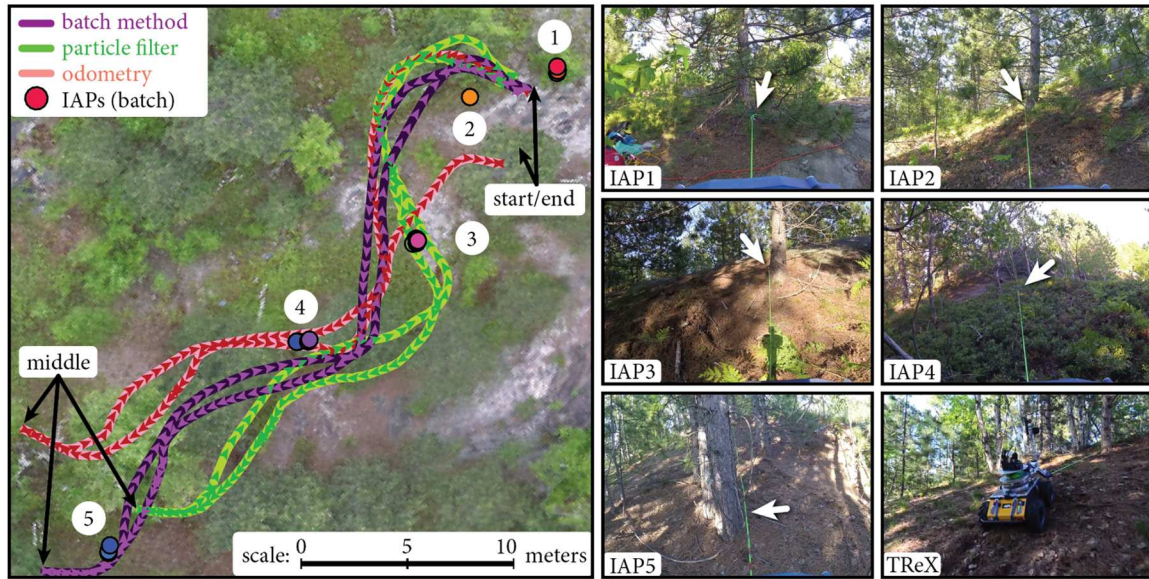 batch method
particle filter
odometry
IAPs (batch)
1
2
start/end
3
4
middle
5
scale: 0 5 10 meters
IAP1
IAP2
IAP3
IAP4
IAP5
TReX